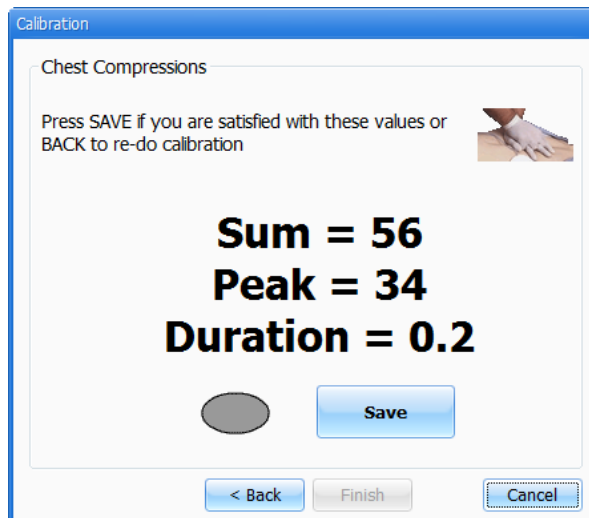 Calibration
Chest Compressions
Press SAVE if you are satisfied with these values or
BACK to re-do calibration
Sum = 56
Peak = 34
Duration = 0.2
Save
< Back
Finish
Cancel